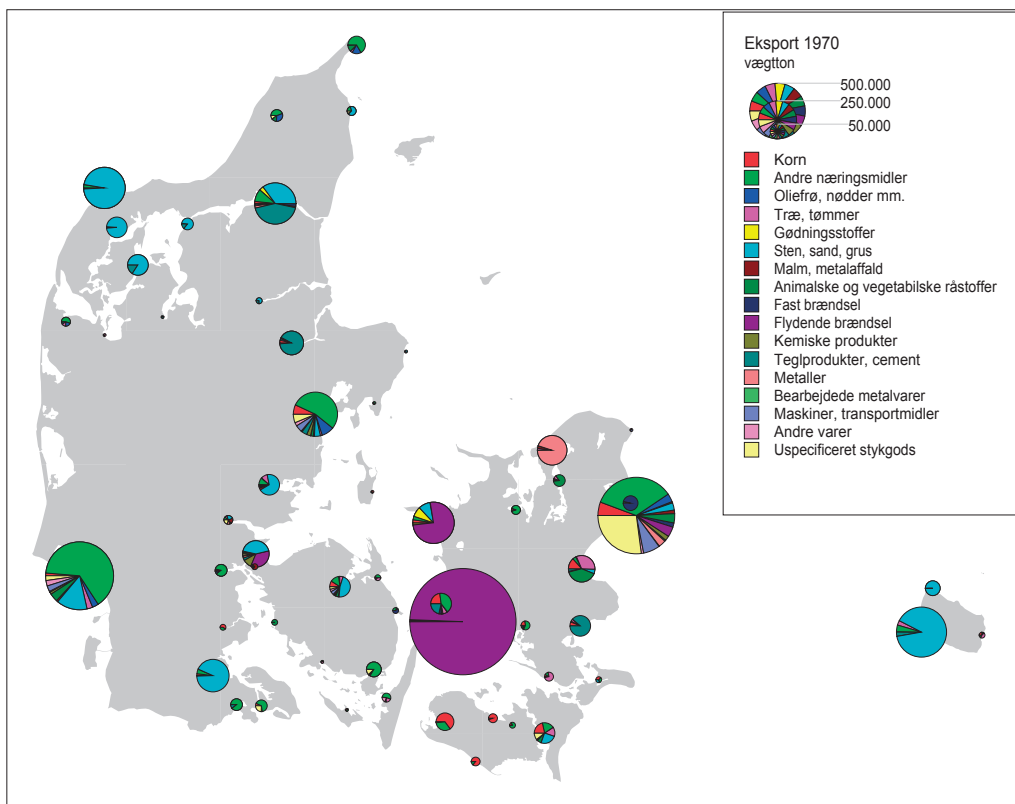 Eksport 1970
vægtton
500.000
250.000
50.000
Korn
Andre næringsmidler
Oliefrø, nødder mm.
Træ, tømmer
Gødningsstoffer
Sten, sand, grus
Malm, metalaffald
Animalske og vegetabilske råstoffer
Fast brændsel
Flydende brændsel
Kemiske produkter
Teglprodukter, cement
Metaller
Bearbejdede metalvarer
Maskiner, transportmidler
Andre varer
Uspecificeret stykgods